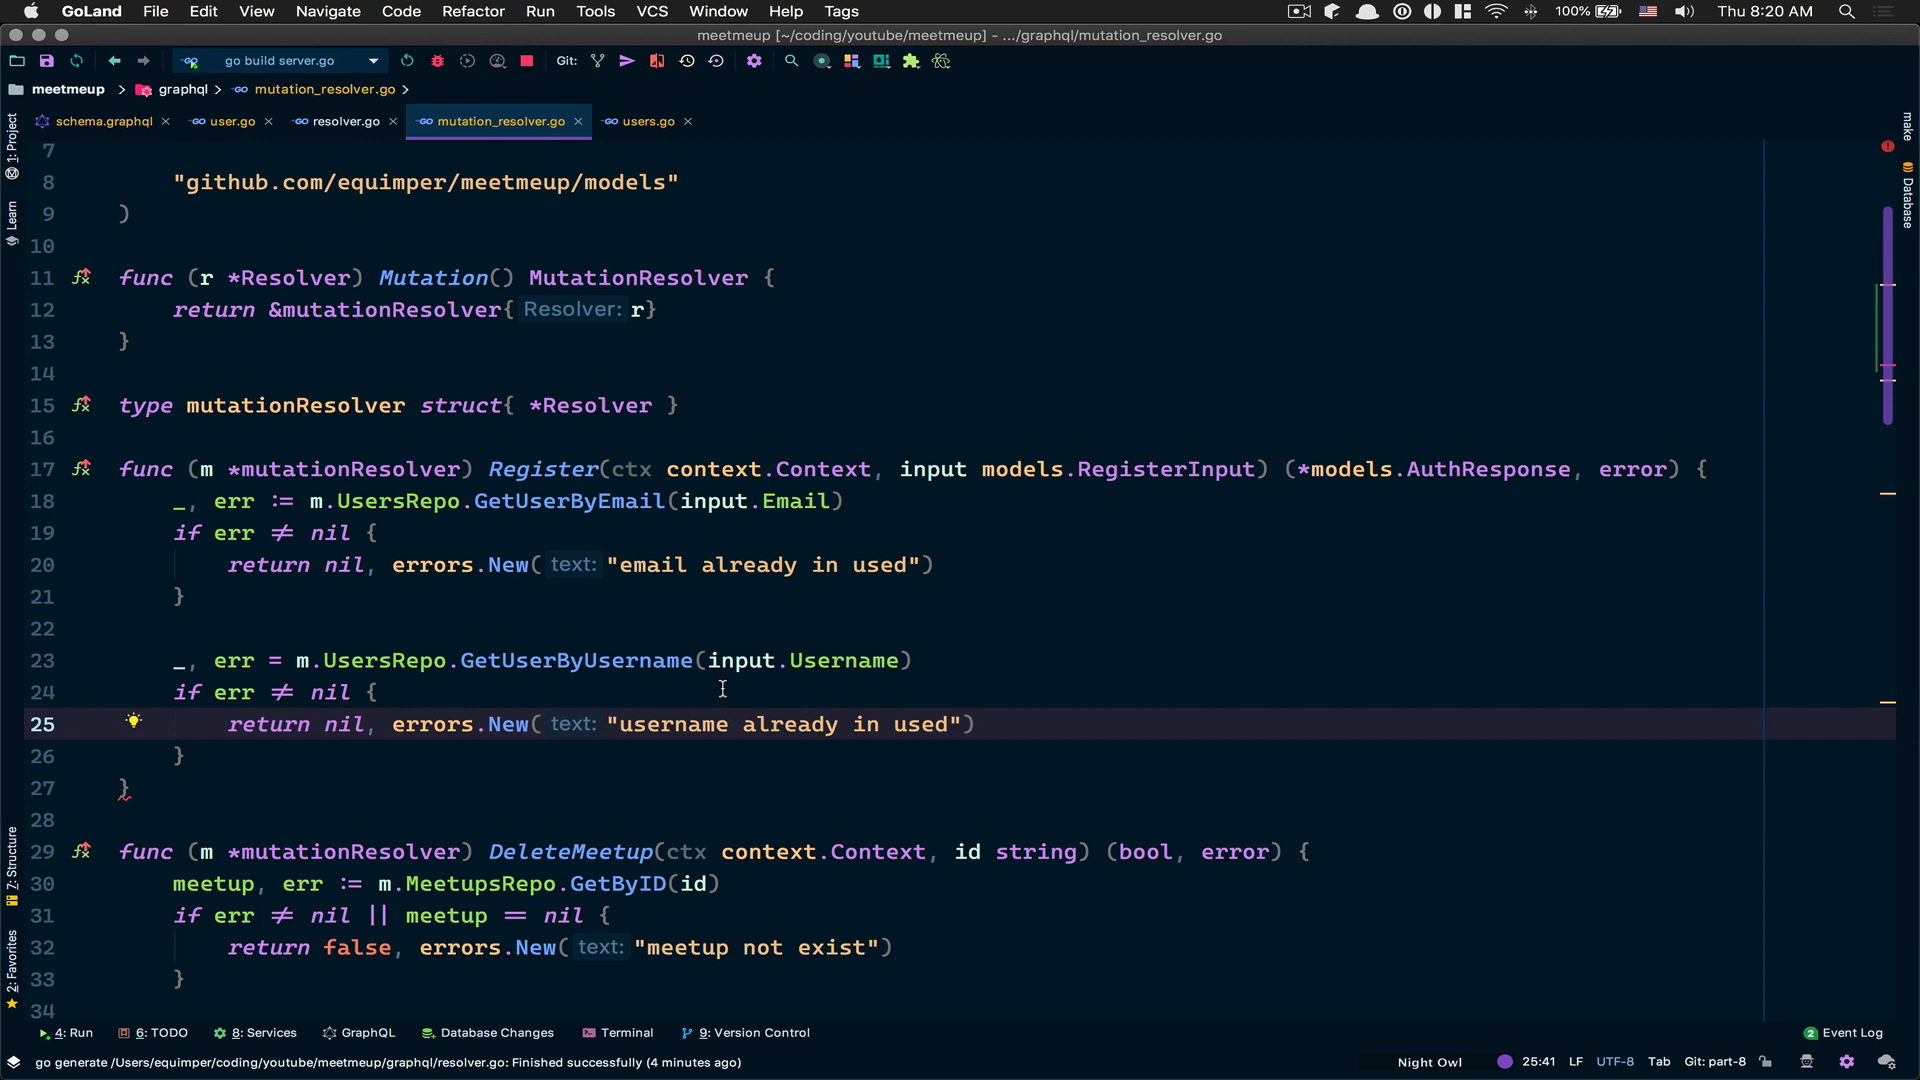 GoLand File Edit View Navigate Code Refactor Run Tools VCS Window Help Tags 100% Thu 8:20 AM
meetmeup [~/coding/youtube/meetmeup] - .../graphql/mutation_resolver.go
go build server.go Git:
meetmeup graphql mutation_resolver.go
schema.graphql user.go resolver.go mutation_resolver.go users.go
7
8 "github.com/equimper/meetmeup/models"
9 )
10
11 func (r *Resolver) Mutation() MutationResolver {
12 return &mutationResolver{ Resolver: r}
13 }
14
15 type mutationResolver struct{ *Resolver }
16
17 func (m *mutationResolver) Register(ctx context.Context, input models.RegisterInput) (*models.AuthResponse, error) {
18 _, err := m.UsersRepo.GetUserByEmail(input.Email)
19 if err ≠ nil {
20 return nil, errors.New( text: "email already in used")
21 }
22
23 _, err = m.UsersRepo.GetUserByUsername(input.Username)
24 if err ≠ nil {
25 return nil, errors.New( text: "username already in used")
26 }
27 }
28
29 func (m *mutationResolver) DeleteMeetup(ctx context.Context, id string) (bool, error) {
30 meetup, err := m.MeetupsRepo.GetByID(id)
31 if err ≠ nil || meetup == nil {
32 return false, errors.New( text: "meetup not exist")
33 }
34
1: Project
Learn
7: Structure
2: Favorites
make
Database
4: Run 6: TODO 8: Services GraphQL Database Changes Terminal 9: Version Control 2 Event Log
go generate /Users/equimper/coding/youtube/meetmeup/graphql/resolver.go: Finished successfully (4 minutes ago) Night Owl 25:41 LF UTF-8 Tab Git: part-8